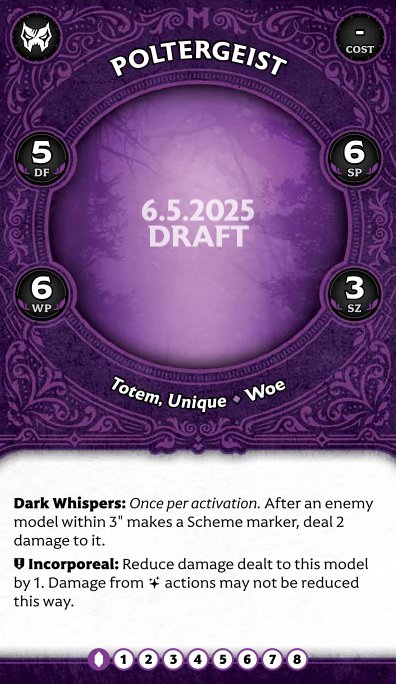 POLTERGEIST
-
COST
5
DF
6
SP
6.5.2025
DRAFT
6
WP
3
SZ
Totem, Unique ⬥ Woe
Dark Whispers: Once per activation. After an enemy
model within 3" makes a Scheme marker, deal 2
damage to it.
Incorporeal: Reduce damage dealt to this model
by 1. Damage from actions may not be reduced
this way.
1 2 3 4 5 6 7 8